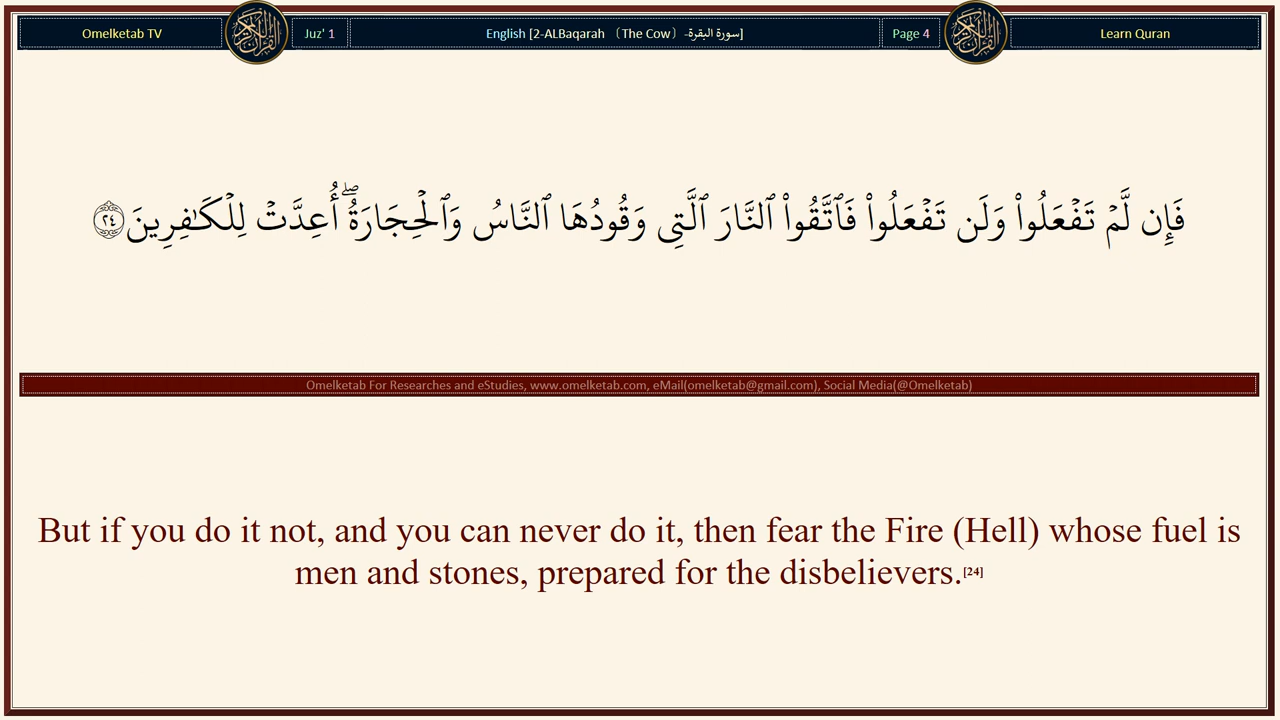 Omelketab TV
Juz' 1
English [2-ALBaqarah （The Cow）-سورة البقرة]
Page 4
Learn Quran
فَإِن لَّمۡ تَفۡعَلُواْ وَلَن تَفۡعَلُواْ فَٱتَّقُواْ ٱلنَّارَ ٱلَّتِي وَقُودُهَا ٱلنَّاسُ وَٱلۡحِجَارَةُۖ أُعِدَّتۡ لِلۡكَٰفِرِينَ ٢٤
Omelketab For Researches and eStudies, www.omelketab.com, eMail(omelketab@gmail.com), Social Media(@Omelketab)
But if you do it not, and you can never do it, then fear the Fire (Hell) whose fuel is
men and stones, prepared for the disbelievers.[24]